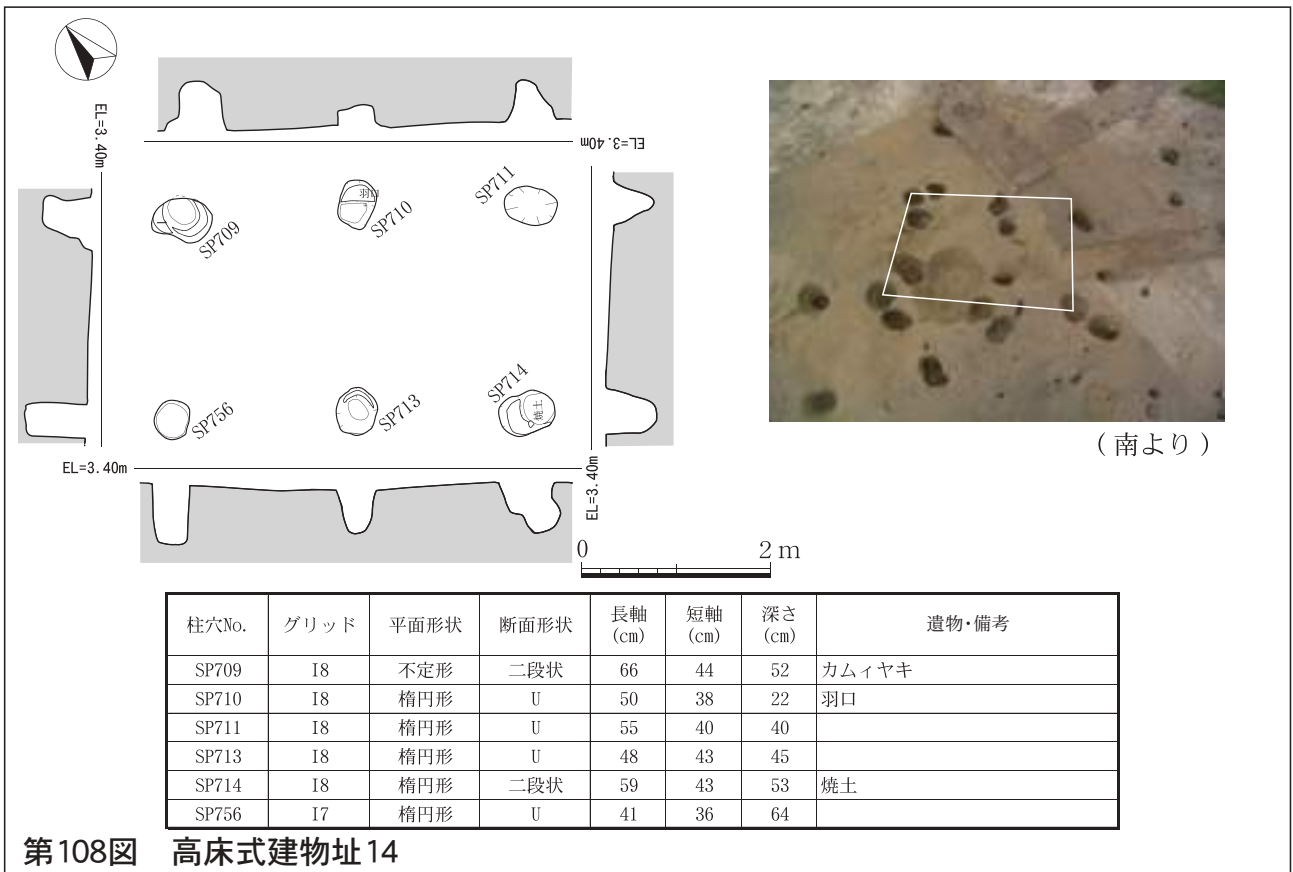 EL=3.40m
EL=3.40m
SP709
羽口
SP710
SP711
SP756
SP713
SP714
焼土
EL=3.40m
EL=3.40m
(南より)
0 2m
柱穴No. グリッド 平面形状 断面形状 長軸(cm) 短軸(cm) 深さ(cm) 遺物・備考
SP709 I8 不定形 二段状 66 44 52 カムィヤキ
SP710 I8 楕円形 U 50 38 22 羽口
SP711 I8 楕円形 U 55 40 40
SP713 I8 楕円形 U 48 43 45
SP714 I8 楕円形 二段状 59 43 53 焼土
SP756 I7 楕円形 U 41 36 64
第108図 高床式建物址14